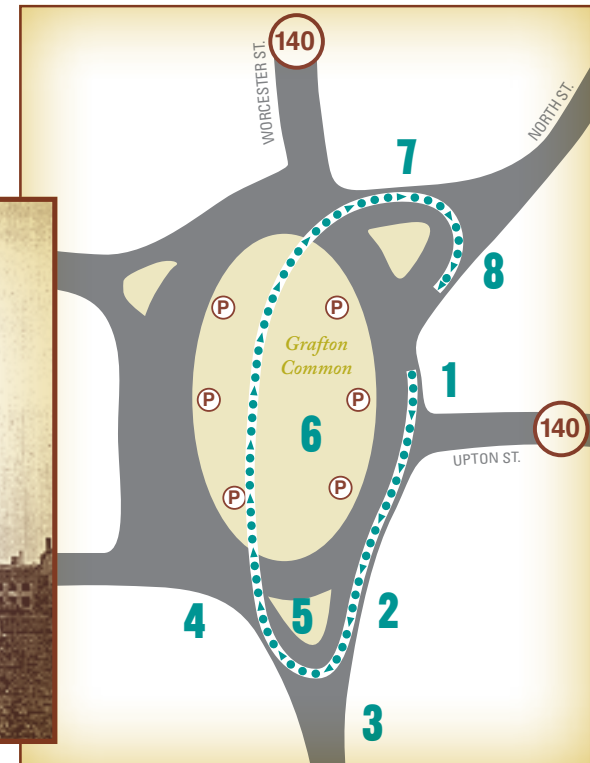 140
WORCESTER ST.
NORTH ST.
7
8
P
P
Grafton
Common
1
P
P
6
140
UPTON ST.
P
P
5
2
4
3